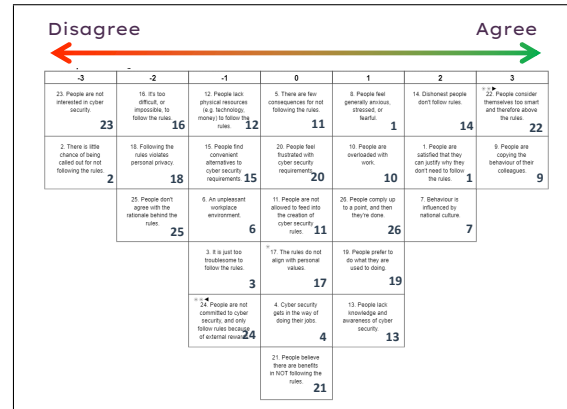 Disagree
Agree
-3
-2
-1
0
1
2
3
23. People are not
interested in cyber
security.
23
16. It's too
difficult, or
impossible, to
follow the rules.
16
12. People lack
physical resources
(e.g. technology,
money) to follow the
rules.
12
5. There are few
consequences for not
following the rules.
11
8. People feel
generally anxious,
stressed, or
fearful.
1
14. Dishonest people
don't follow rules.
14
**▶
22. People consider
themselves too smart
and therefore above
the rules.
22
2. There is little
chance of being
called out for not
following the rules.
2
18. Following the
rules violates
personal privacy.
18
15. People find
convenient
alternatives to
cyber security
requirements.
15
20. People feel
frustrated with
cyber security
requirements.
20
10. People are
overloaded with
work.
10
1. People are
satisfied that they
can justify why they
don't need to follow
the rules.
1
9. People are
copying the
behaviour of their
colleagues.
9
25. People don't
agree with the
rationale behind the
rules.
25
6. An unpleasant
workplace
environment.
6
11. People are not
allowed to feed into
the creation of
cyber security
rules.
11
26. People comply up
to a point, and then
they're done.
26
7. Behaviour is
influenced by
national culture.
7
3. It is just too
troublesome to
follow the rules.
3
*
17. The rules do not
align with personal
values.
17
19. People prefer to
do what they are
used to doing.
19
**◀
24. People are not
committed to cyber
security, and only
follow rules because
of external rewards.
24
4. Cyber security
gets in the way of
doing their jobs.
4
13. People lack
knowledge and
awareness of cyber
security.
13
21. People believe
there are benefits
in NOT following the
rules.
21